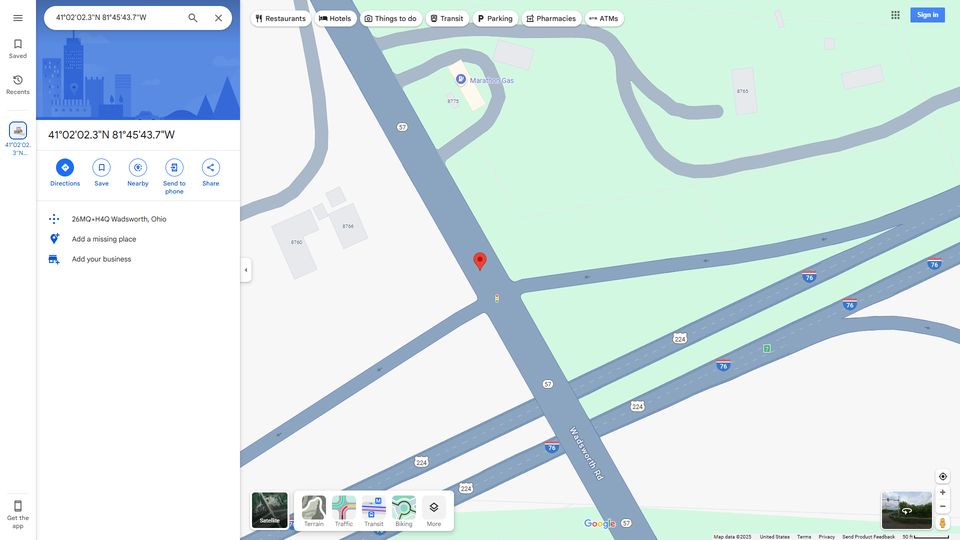 41°02'02.3"N 81°45'43.7"W
Restaurants
Hotels
Things to do
Transit
Parking
Pharmacies
ATMs
Sign in
Saved
Recents
41°02'02.
3"N...
Get the
app
41°02'02.3"N 81°45'43.7"W
Directions
Save
Nearby
Send to
phone
Share
26MQ+H4Q Wadsworth, Ohio
Add a missing place
Add your business
Marathon Gas
8775
8765
57
8766
8760
76
76
76
224
7
76
57
224
76
224
224
Wadsworth Rd
57
Satellite
Terrain
Traffic
Transit
Biking
More
Google
Map data ©2025
United States
Terms
Privacy
Send Product Feedback
50 ft